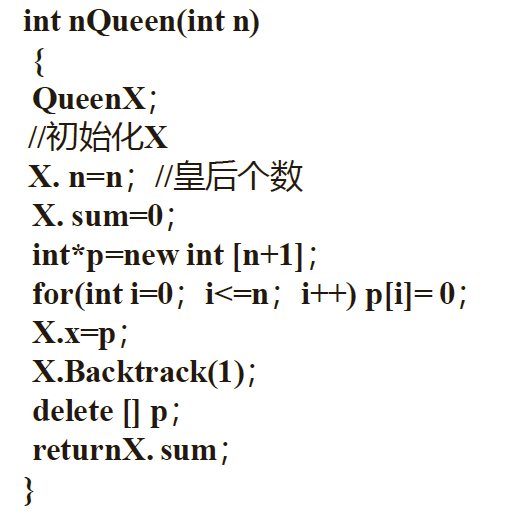 int nQueen(int n)
{
QueenX；
//初始化X
X. n=n；//皇后个数
X. sum=0；
int*p=new int [n+1]；
for(int i=0；i<=n；i++) p[i]= 0；
X.x=p；
X.Backtrack(1)；
delete [] p；
returnX. sum；
}